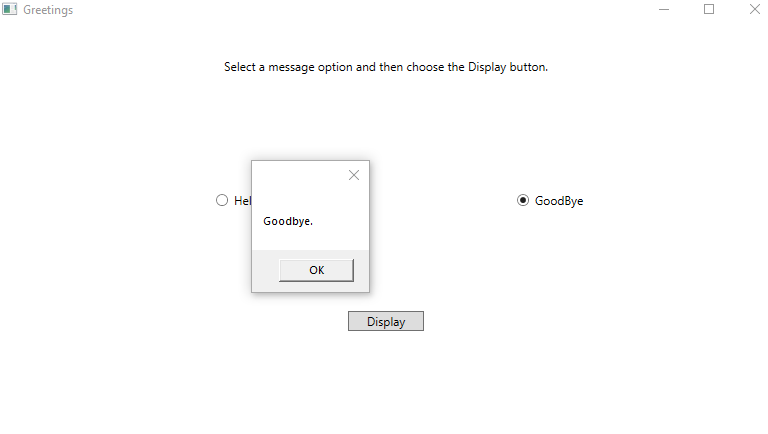 Greetings
Select a message option and then choose the Display button.
Hel
GoodBye
Goodbye.
OK
Display